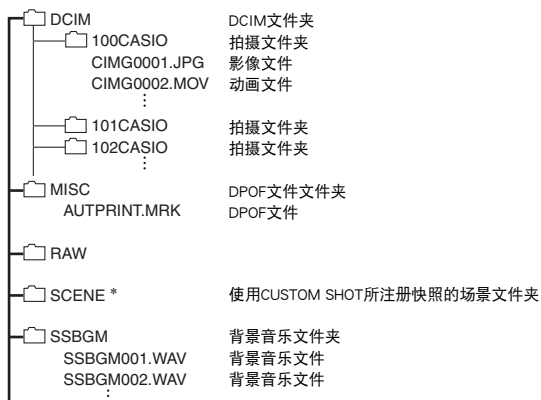 DCIM DCIM文件夹
100CASIO 拍摄文件夹
CIMG0001.JPG 影像文件
CIMG0002.MOV 动画文件
⋮
101CASIO 拍摄文件夹
102CASIO 拍摄文件夹
⋮
MISC DPOF文件文件夹
AUTPRINT.MRK DPOF文件
RAW
SCENE * 使用CUSTOM SHOT所注册快照的场景文件夹
SSBGM 背景音乐文件夹
SSBGM001.WAV 背景音乐文件
SSBGM002.WAV 背景音乐文件
⋮